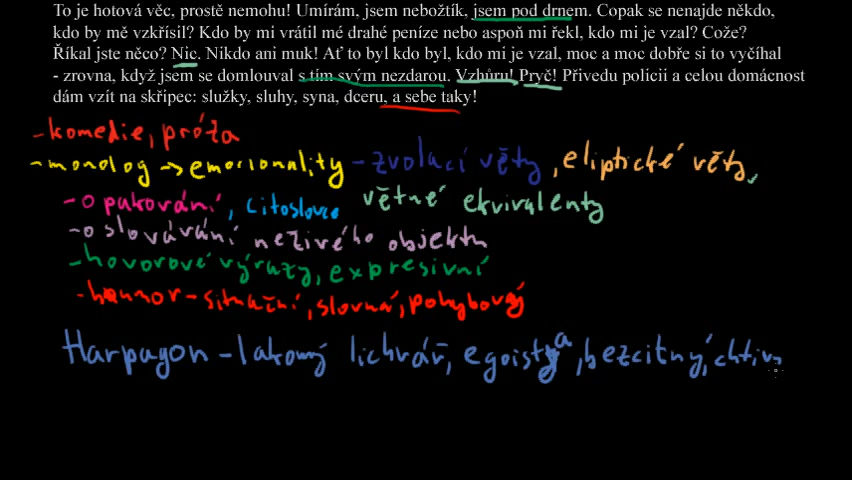 To je hotová věc, prostě nemohu! Umírám, jsem nebožtík, jsem pod drnem. Copak se nenajde někdo,
kdo by mě vzkřísil? Kdo by mi vrátil mé drahé peníze nebo aspoň mi řekl, kdo mi je vzal? Cože?
Říkal jste něco? Nic. Nikdo ani muk! Ať to byl kdo byl, kdo mi je vzal, moc a moc dobře si to vyčíhal
- zrovna, když jsem se domlouval s tím svým nezdarou. Vzhůru! Pryč! Přivedu policii a celou domácnost
dám vzít na skřipec: služky, sluhy, syna, dceru, a sebe taky!
-komedie, próza
-monolog → emocionality - zvolací věty, eliptické věty,
-opakování, citoslovce větné ekvivalenty
-oslovování neživého objektu
-hovorové výrazy, expresivní
-humor - situační, slovná, pohybový
Harpagon - lakomý lichvář, egoista, bezcitný, chtiv